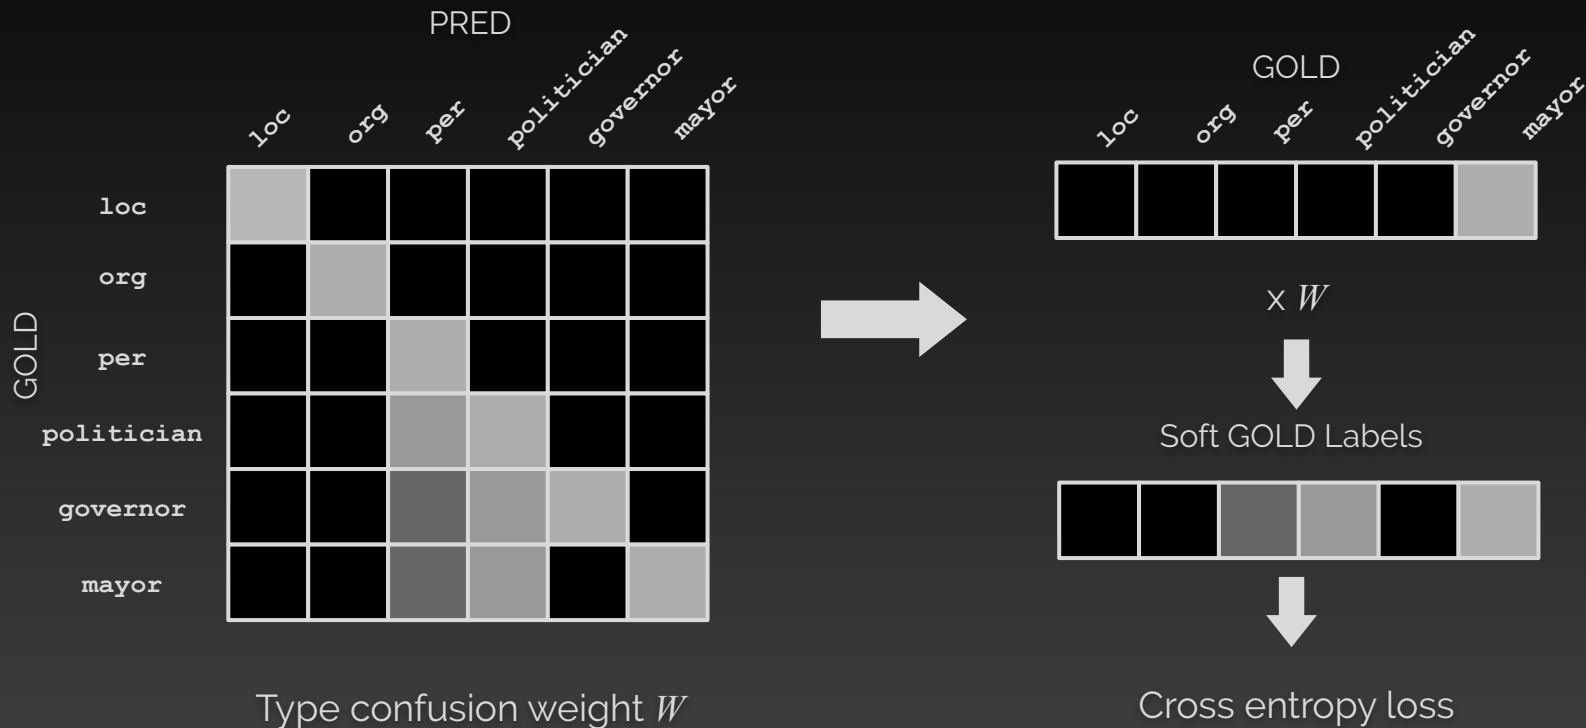 PRED
loc org per politician governor mayor
GOLD
loc
org
per
politician
governor
mayor
Type confusion weight W
GOLD
loc org per politician governor mayor
x W
Soft GOLD Labels
Cross entropy loss